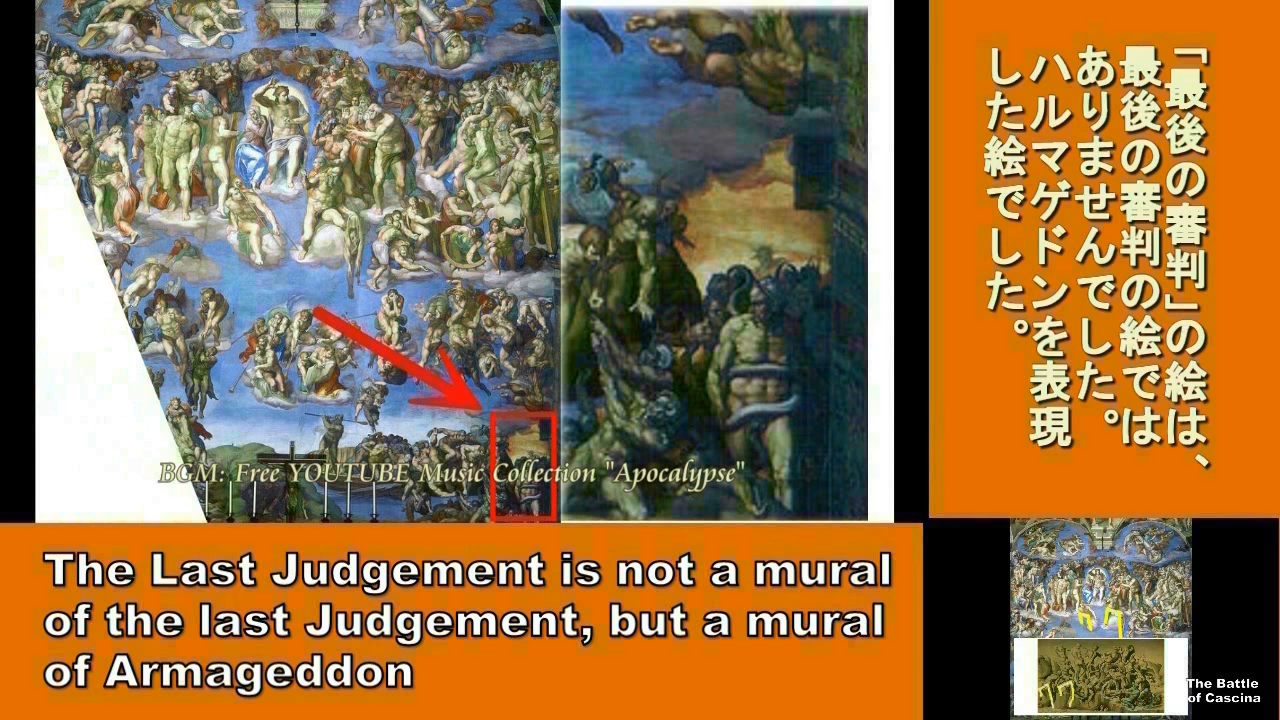 「最後の審判」の絵は、
最後の審判の絵では
ありませんでした。
ハルマゲドンを表現
した絵でした。
BGM: Free YOUTUBE Music Collection "Apocalypse"
The Last Judgement is not a mural
of the last Judgement, but a mural
of Armageddon
The Battle
of Cascina